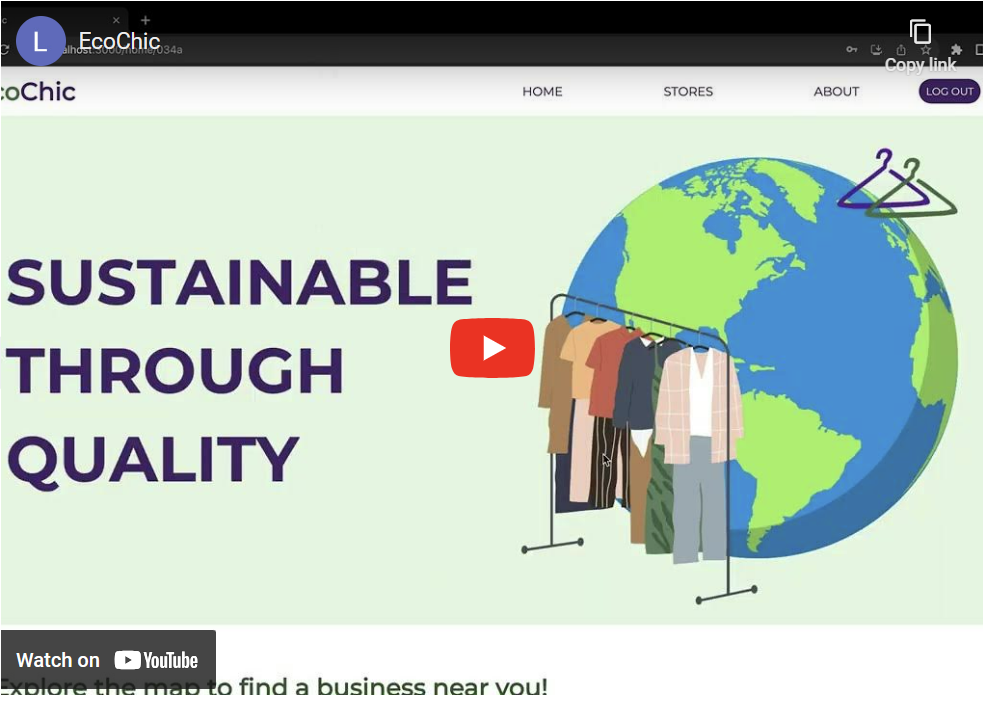 L EcoChic
alhost:3000/home/034a
Copy link
coChic
HOME STORES ABOUT LOG OUT
SUSTAINABLE
THROUGH
QUALITY
Watch on YouTube
Explore the map to find a business near you!